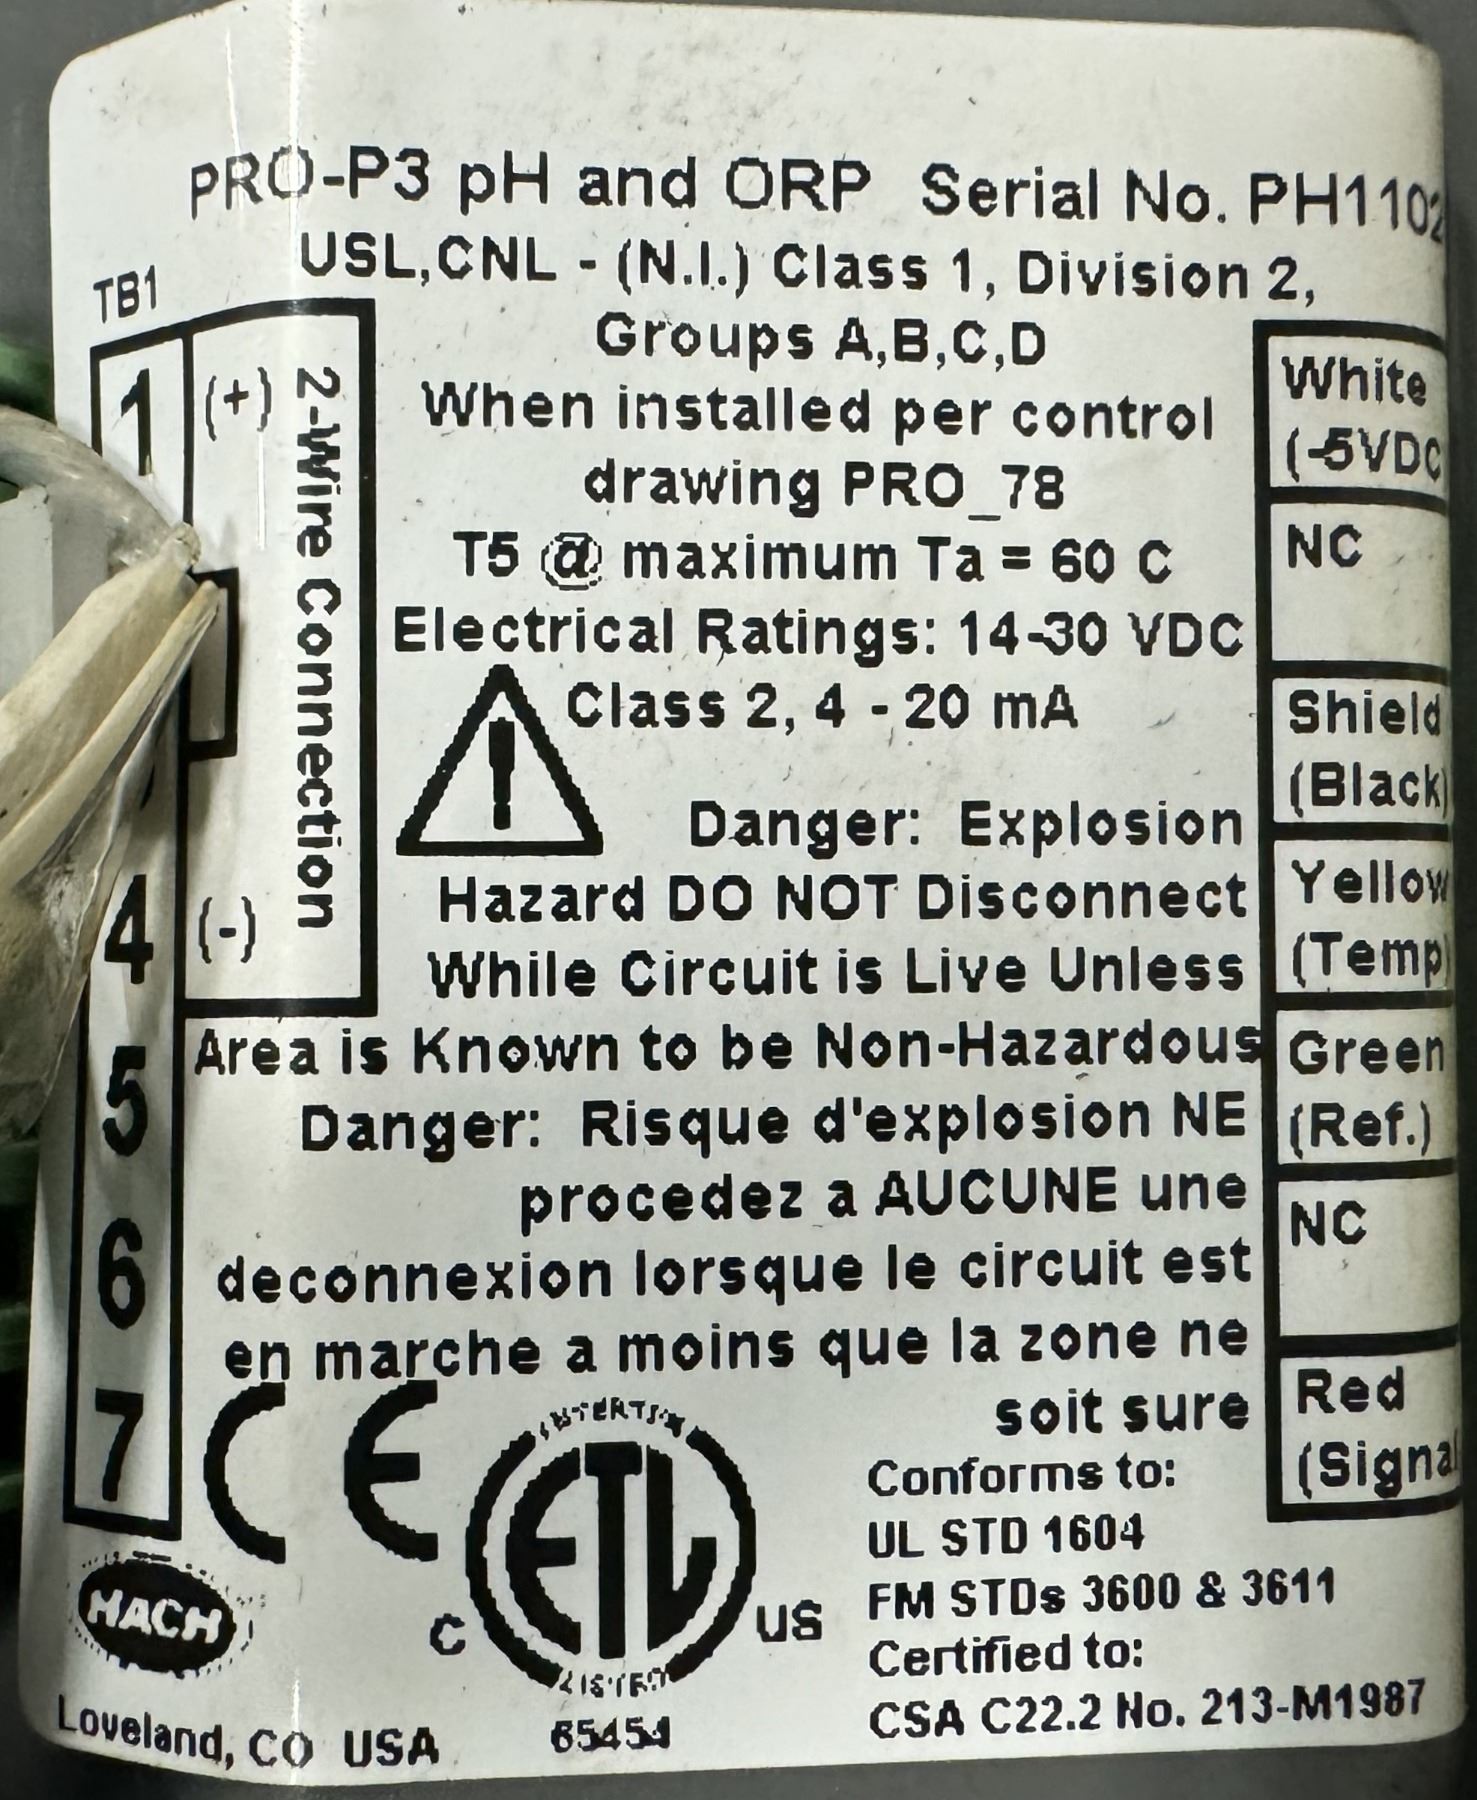 PRO-P3 pH and ORP Serial No. PH1102
USL,CNL - (N.I.) Class 1, Division 2,
Groups A,B,C,D
When installed per control
drawing PRO_78
T5 @ maximum Ta = 60 C
Electrical Ratings: 14-30 VDC
Class 2, 4 - 20 mA
Danger: Explosion
Hazard DO NOT Disconnect
While Circuit is Live Unless
Area is Known to be Non-Hazardous
Danger: Risque d'explosion NE
procedez a AUCUNE une
deconnexion lorsque le circuit est
en marche a moins que la zone ne
soit sure
TB1
1 (+)
2-Wire Connection
4 (-)
5
6
7
White
(-5VDC
NC
Shield
(Black)
Yellow
(Temp)
Green
(Ref.)
NC
Red
(Signal
CE
INTERTEK
ETL
C US
LISTED
65454
HACH
Loveland, CO USA
Conforms to:
UL STD 1604
FM STDs 3600 & 3611
Certified to:
CSA C22.2 No. 213-M1987